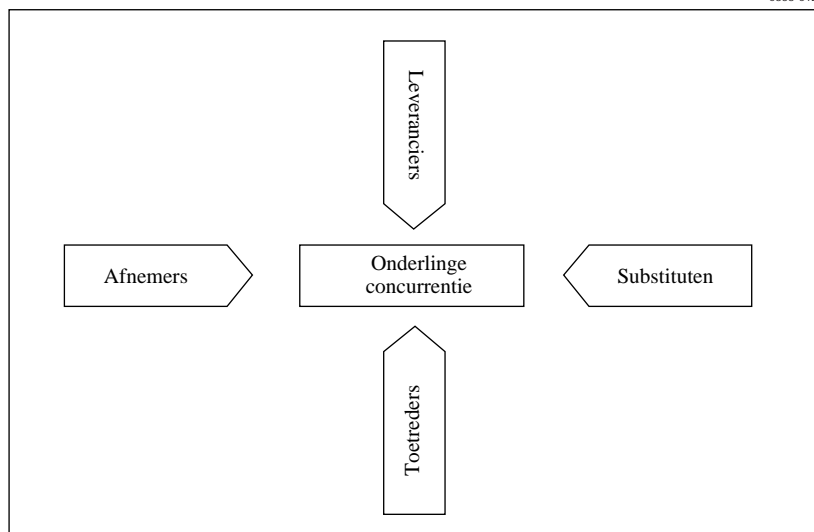 Leveranciers
Afnemers
Onderlinge
concurrentie
Substituten
Toetreders